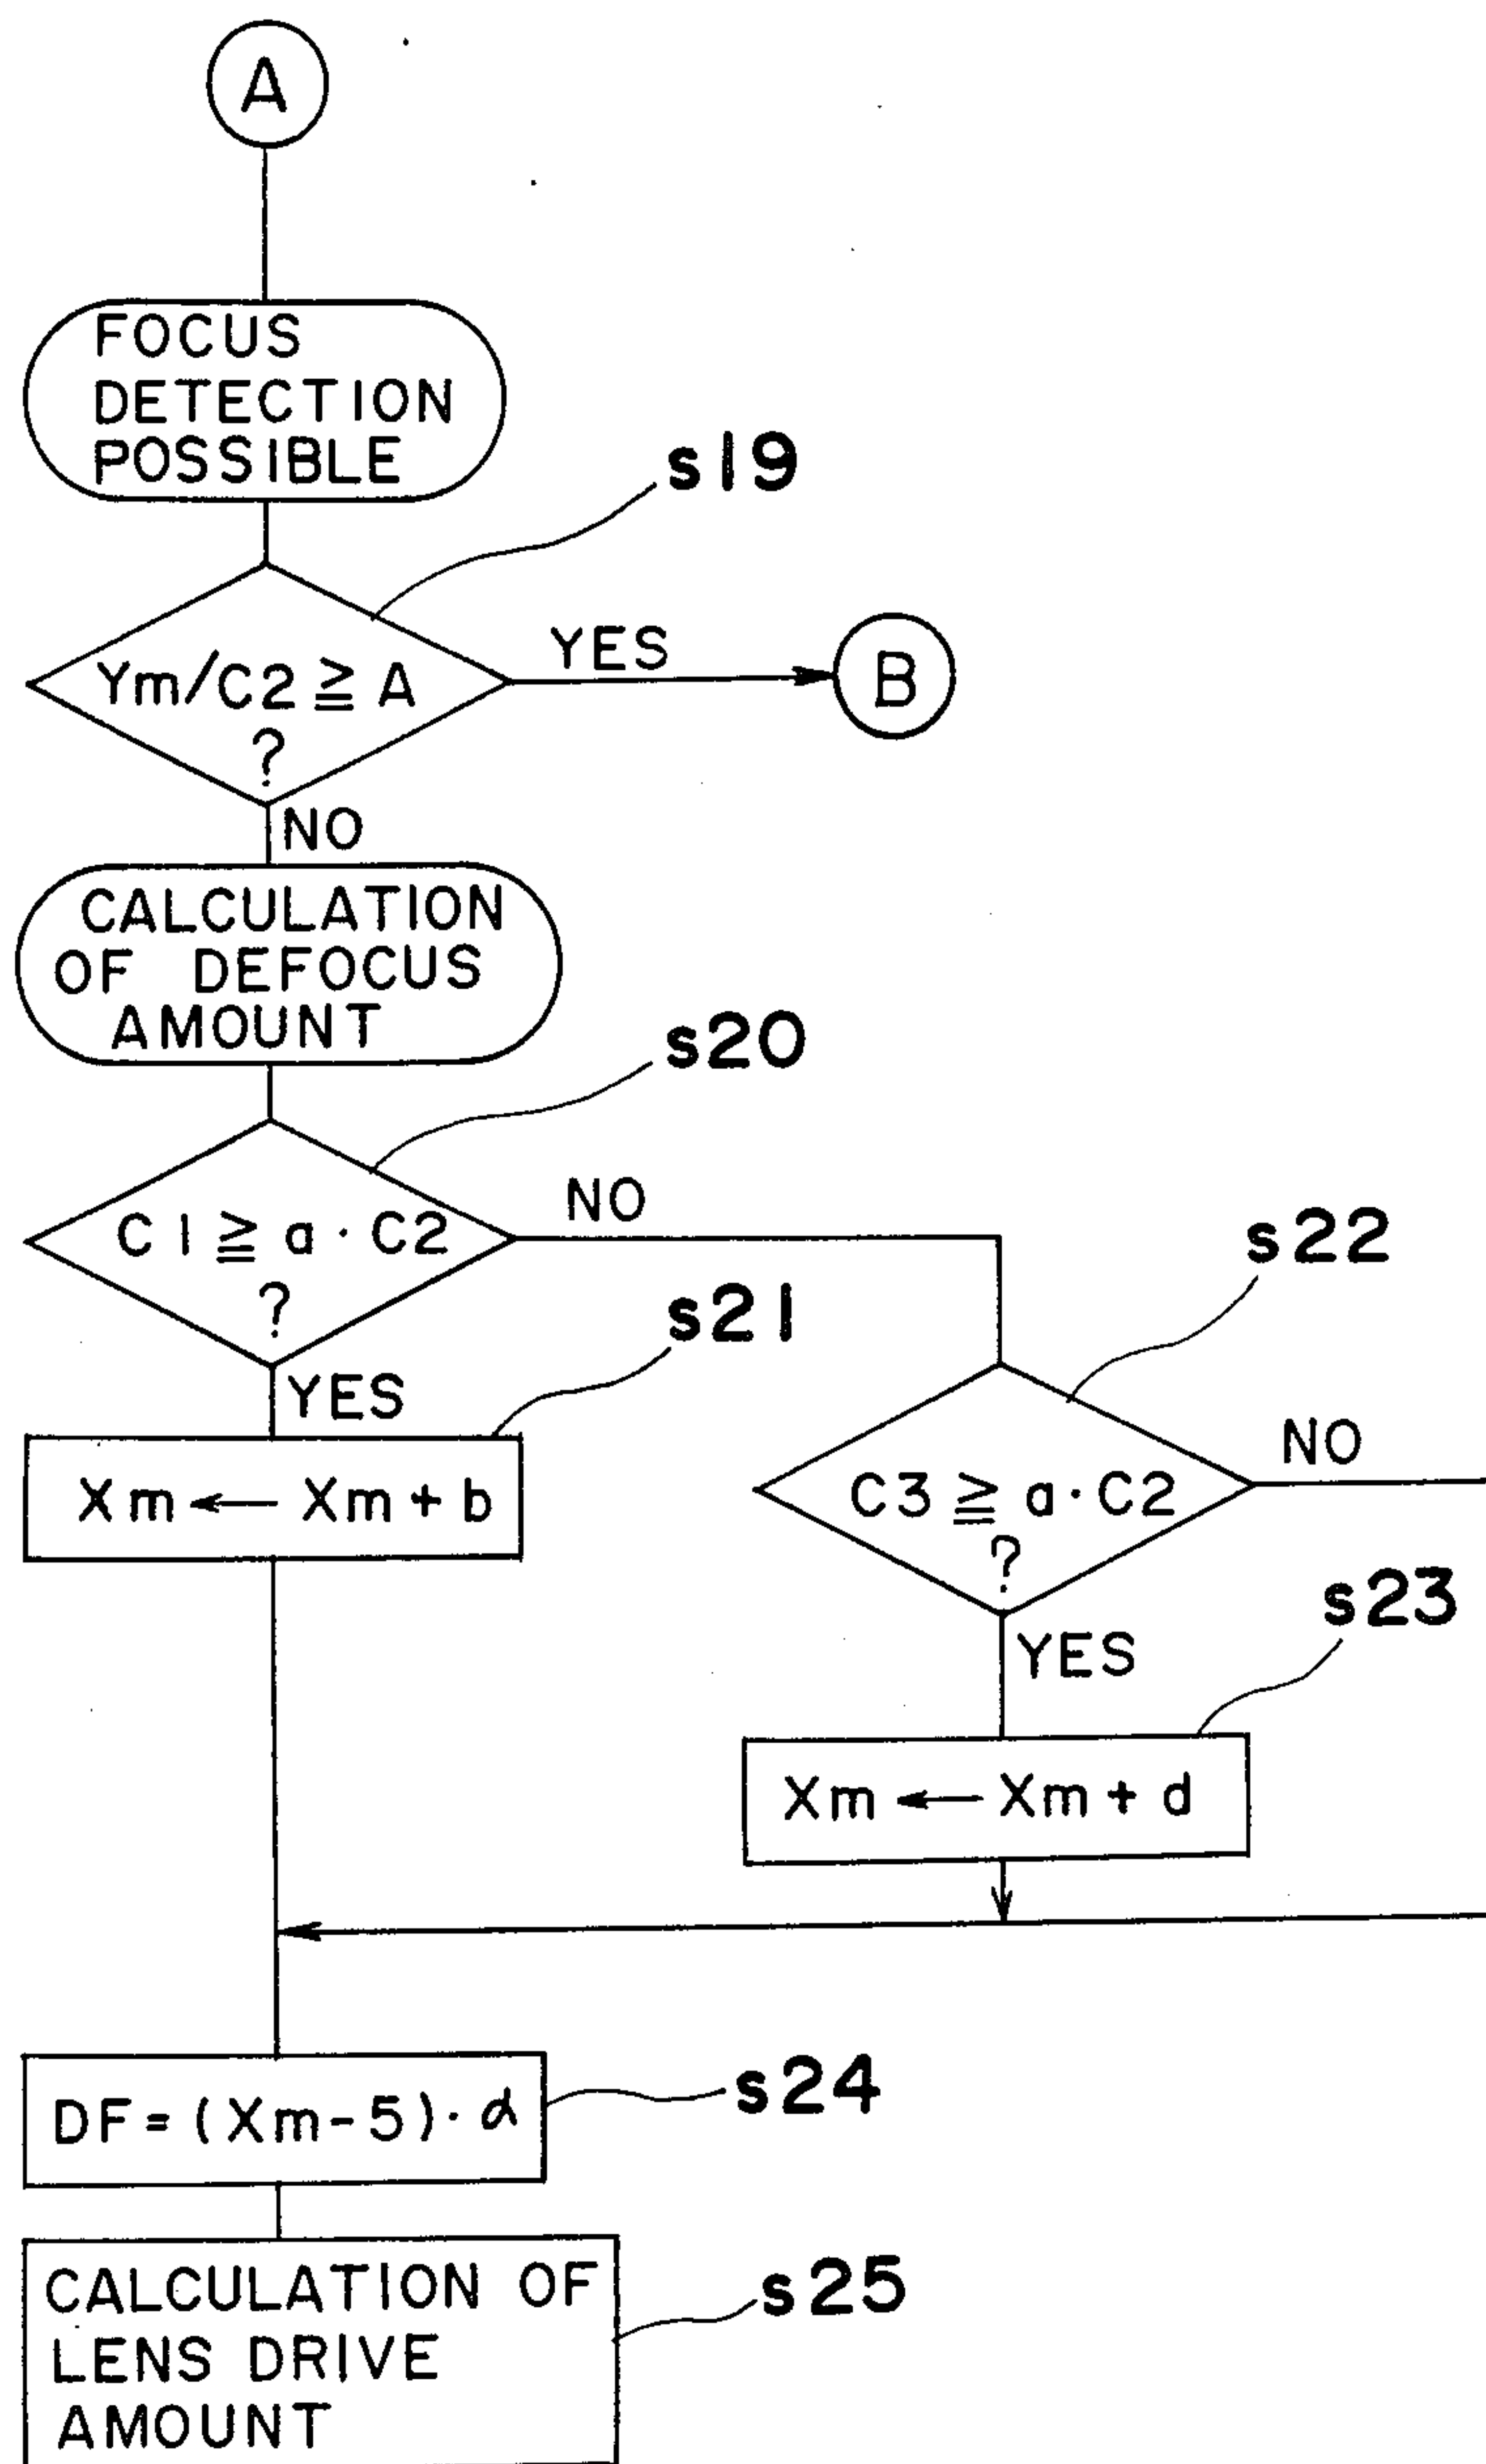 A
FOCUS
DETECTION
POSSIBLE
s19
Ym/C2 ≧ A
?
YES
B
NO
CALCULATION
OF DEFOCUS
AMOUNT
s20
C1 ≧ a · C2
?
NO
s22
s21
YES
Xm ← Xm + b
C3 ≧ a · C2
?
NO
s23
YES
Xm ← Xm + d
DF = (Xm - 5) · α
s24
CALCULATION OF
LENS DRIVE
AMOUNT
s25